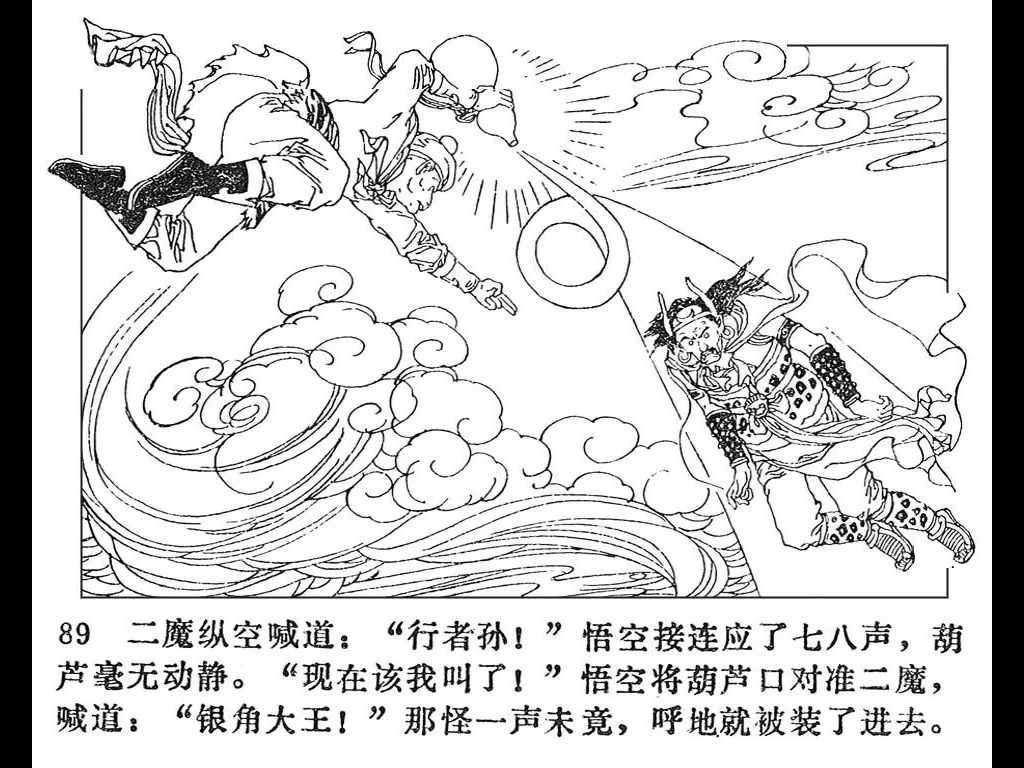 89　二魔纵空喊道：“行者孙！”悟空接连应了七八声，葫
芦毫无动静。“现在该我叫了！”悟空将葫芦口对准二魔，
喊道：“银角大王！”那怪一声未竟，呼地就被装了进去。